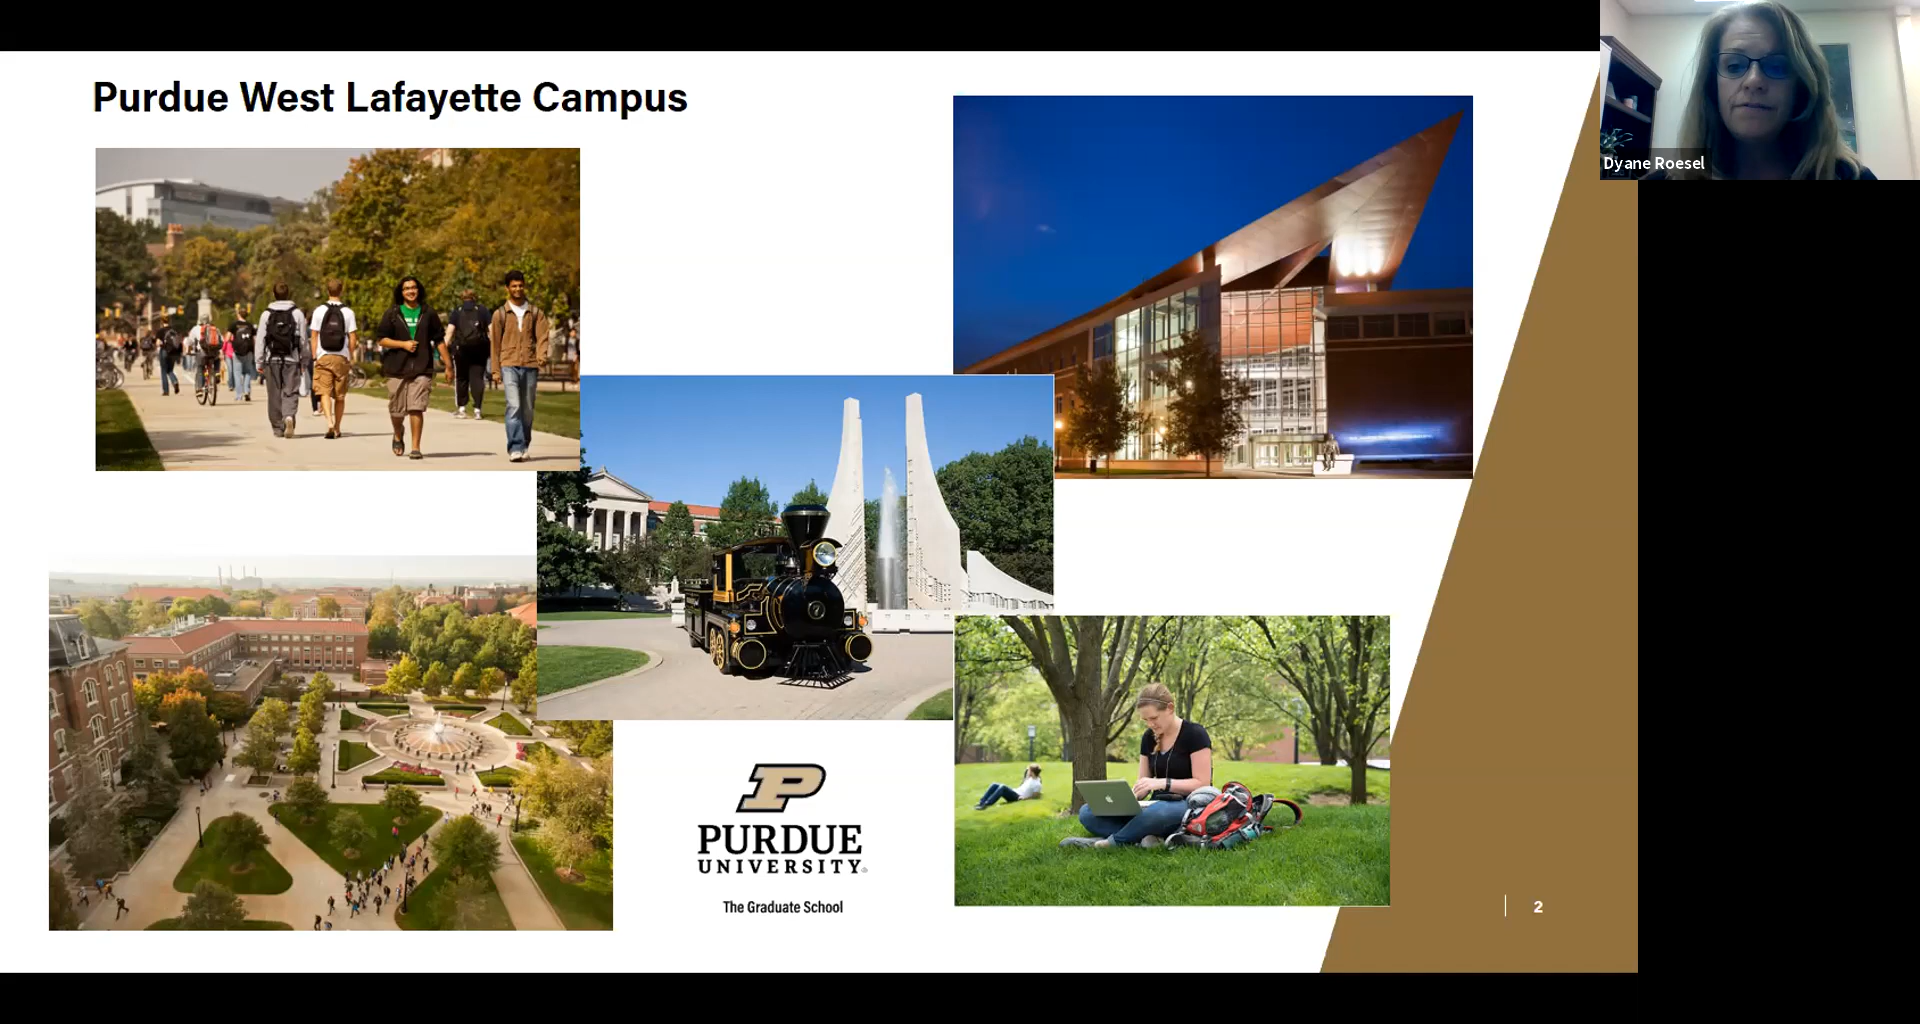 Purdue West Lafayette Campus
Dyane Roesel
P
PURDUE
UNIVERSITY®
The Graduate School
2